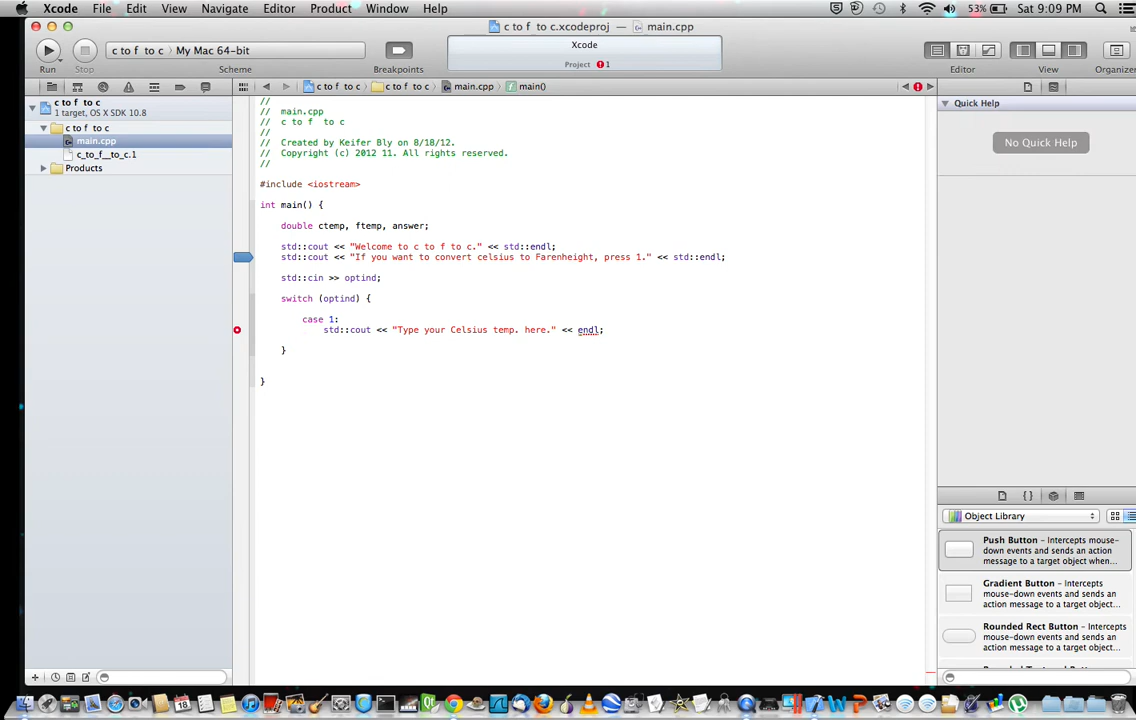 Xcode File Edit View Navigate Editor Product Window Help 53% Sat 9:09 PM
c to f to c.xcodeproj › main.cpp
c to f to c › My Mac 64-bit
Xcode
Project 1
Run Stop Scheme Breakpoints Editor View Organizer
c to f to c › c to f to c › main.cpp › main()
c to f to c
1 target, OS X SDK 10.8
c to f to c
main.cpp
c_to_f__to_c.1
Products
//
// main.cpp
// c to f  to c
//
// Created by Keifer Bly on 8/18/12.
// Copyright (c) 2012 11. All rights reserved.
//
#include <iostream>
int main() {
double ctemp, ftemp, answer;
std::cout << "Welcome to c to f to c." << std::endl;
std::cout << "If you want to convert celsius to Farenheight, press 1." << std::endl;
std::cin >> optind;
switch (optind) {
case 1:
std::cout << "Type your Celsius temp. here." << endl;
}
}
Quick Help
No Quick Help
Object Library
Push Button – Intercepts mouse-
down events and sends an action
message to a target object when...
Gradient Button – Intercepts
mouse-down events and sends an
action message to a target object...
Rounded Rect Button – Intercepts
mouse-down events and sends an
action message to a target object...